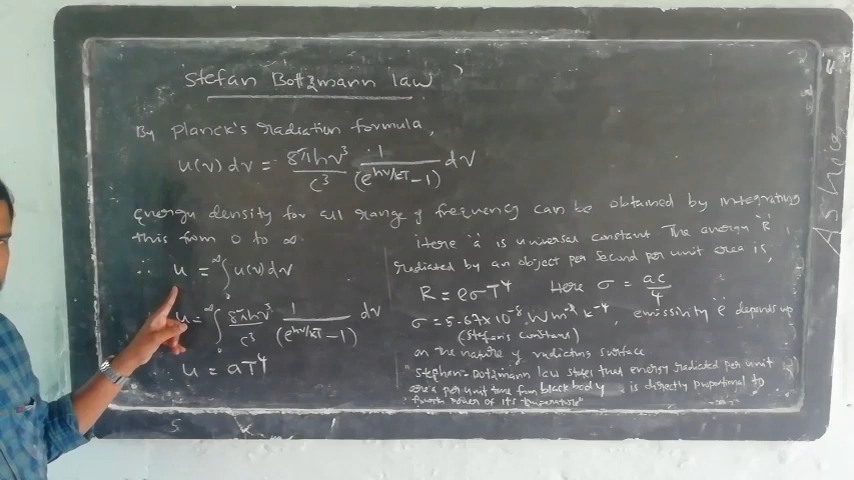 Stefan Boltzmann law
By Planck's radiation formula,
u(ν) dν = 8πhν³/c³ 1/(e^hν/kT − 1) dν
energy density for all range of frequency can be obtained by integrating
this from 0 to ∞
∴ u = ∫₀^∞ u(ν) dν
u = ∫₀^∞ 8πhν³/c³ 1/(e^hν/kT − 1) dν
u = aT⁴
Here 'a' is universal constant The energy 'R'
radiated by an object per second per unit area is,
R = eσT⁴ Here σ = ac/4
σ = 5.67×10⁻⁸ Wm⁻² k⁻⁴, emissivity e depends up
(Stefan's constant)
on the nature of radiating surface
"Stephen-Boltzmann law states that energy radiated per unit
area per unit time from black body is directly proportional to
fourth power of its temperature"
Ashish
5